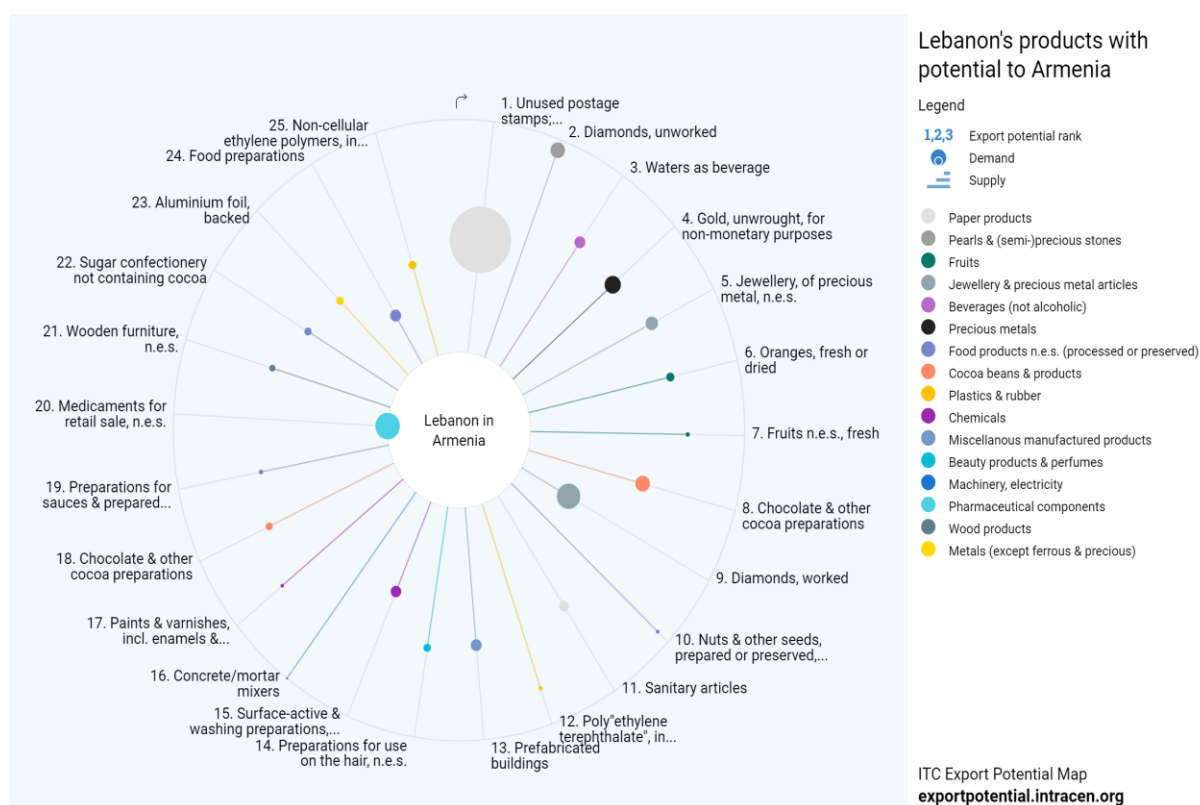 Lebanon's products with
potential to Armenia
Legend
1,2,3 Export potential rank
Demand
Supply
Paper products
Pearls & (semi-)precious stones
Fruits
Jewellery & precious metal articles
Beverages (not alcoholic)
Precious metals
Food products n.e.s. (processed or preserved)
Cocoa beans & products
Plastics & rubber
Chemicals
Miscellanous manufactured products
Beauty products & perfumes
Machinery, electricity
Pharmaceutical components
Wood products
Metals (except ferrous & precious)
1. Unused postage
stamps;...
2. Diamonds, unworked
3. Waters as beverage
4. Gold, unwrought, for
non-monetary purposes
5. Jewellery, of precious
metal, n.e.s.
6. Oranges, fresh or
dried
7. Fruits n.e.s., fresh
8. Chocolate & other
cocoa preparations
9. Diamonds, worked
10. Nuts & other seeds,
prepared or preserved,...
11. Sanitary articles
12. Poly"ethylene
terephthalate", in...
13. Prefabricated
buildings
14. Preparations for use
on the hair, n.e.s.
15. Surface-active &
washing preparations,...
16. Concrete/mortar
mixers
17. Paints & varnishes,
incl. enamels &...
18. Chocolate & other
cocoa preparations
19. Preparations for
sauces & prepared...
20. Medicaments for
retail sale, n.e.s.
21. Wooden furniture,
n.e.s.
22. Sugar confectionery
not containing cocoa
23. Aluminium foil,
backed
24. Food preparations
25. Non-cellular
ethylene polymers, in...
Lebanon in
Armenia
ITC Export Potential Map
exportpotential.intracen.org